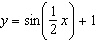 y = sin(1/2 x) + 1